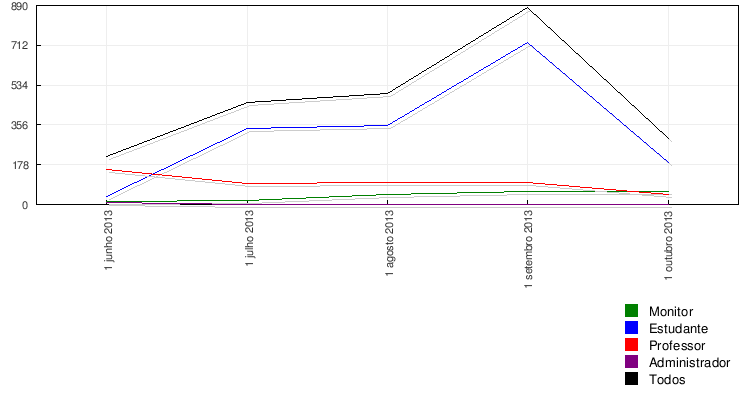 890
712
534
356
178
0
1 junho 2013
1 julho 2013
1 agosto 2013
1 setembro 2013
1 outubro 2013
Monitor
Estudante
Professor
Administrador
Todos